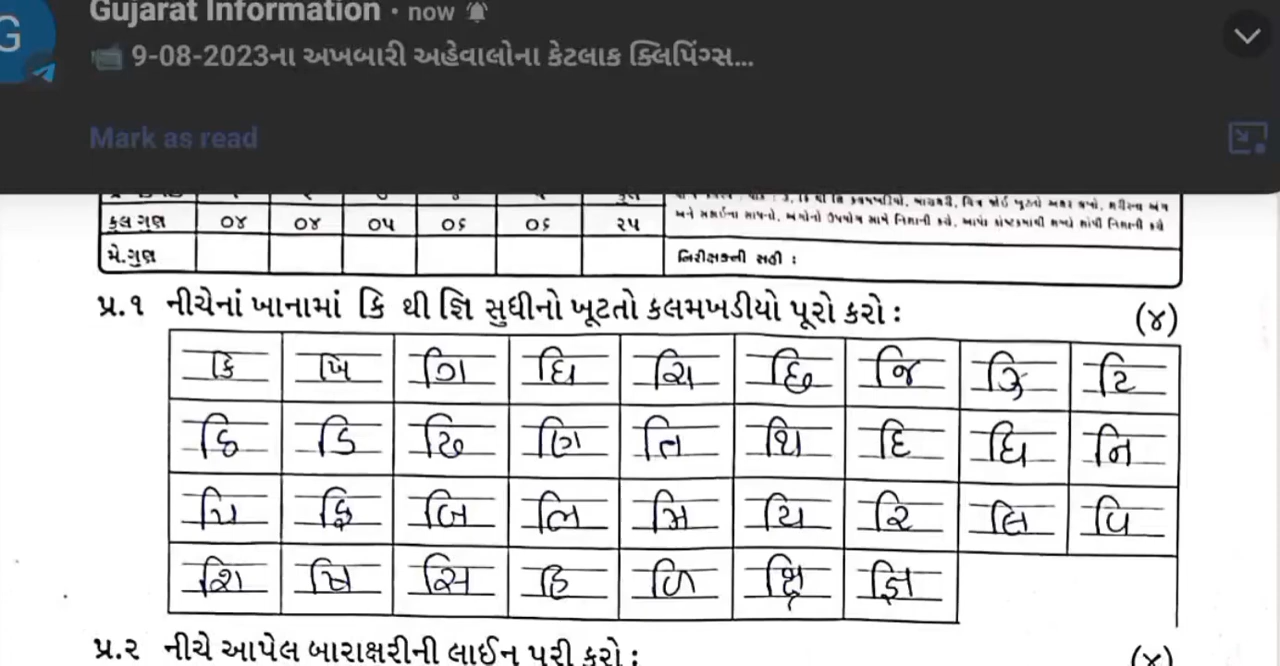 G
Gujarat Information • now
9-08-2023ના અખબારી અહેવાલોના કેટલાક ક્લિપિંગ્સ...
Mark as read
કુલ ગુણ ૦૪ ૦૪ ૦૫ ૦૬ ૦૬ ૨૫
મે.ગુણ નિરીક્ષકની સહી :
પ્ર.૧ નીચેનાં ખાનામાં કિ થી જ્ઞિ સુધીનો ખૂટતો કલમખડીયો પૂરો કરો : (૪)
કિ ખિ ગિ ઘિ ચિ છિ જિ ઝિ ટિ
ઠિ ડિ ઢિ ણિ તિ થિ દિ ધિ નિ
પિ ફિ બિ ભિ મિ યિ રિ લિ વિ
શિ ષિ સિ હિ ળિ ક્ષિ જ્ઞિ
પ્ર.૨ નીચે આપેલ બારાક્ષરીની લાઈન પૂરી કરો : (૪)